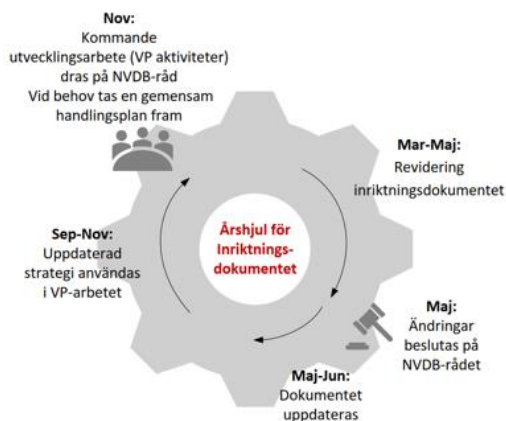 Nov:
Kommande
utvecklingsarbete (VP aktiviteter)
dras på NVDB-råd
Vid behov tas en gemensam
handlingsplan fram
Mar-Maj:
Revidering
inriktningsdokumentet
Årshjul för
Inriktnings-
dokumentet
Sep-Nov:
Uppdaterad
strategi användas
i VP-arbetet
Maj:
Ändringar
beslutas på
NVDB-rådet
Maj-Jun:
Dokumentet
uppdateras